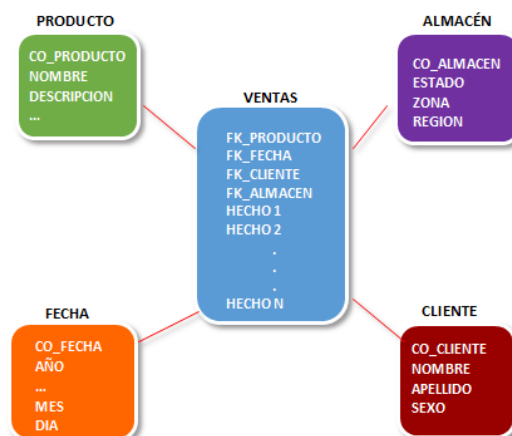 PRODUCTO
CO_PRODUCTO
NOMBRE
DESCRIPCION
...
ALMACÉN
CO_ALMACEN
ESTADO
ZONA
REGION
VENTAS
FK_PRODUCTO
FK_FECHA
FK_CLIENTE
FK_ALMACEN
HECHO 1
HECHO 2
.
.
.
HECHO N
FECHA
CO_FECHA
AÑO
...
MES
DIA
CLIENTE
CO_CLIENTE
NOMBRE
APELLIDO
SEXO